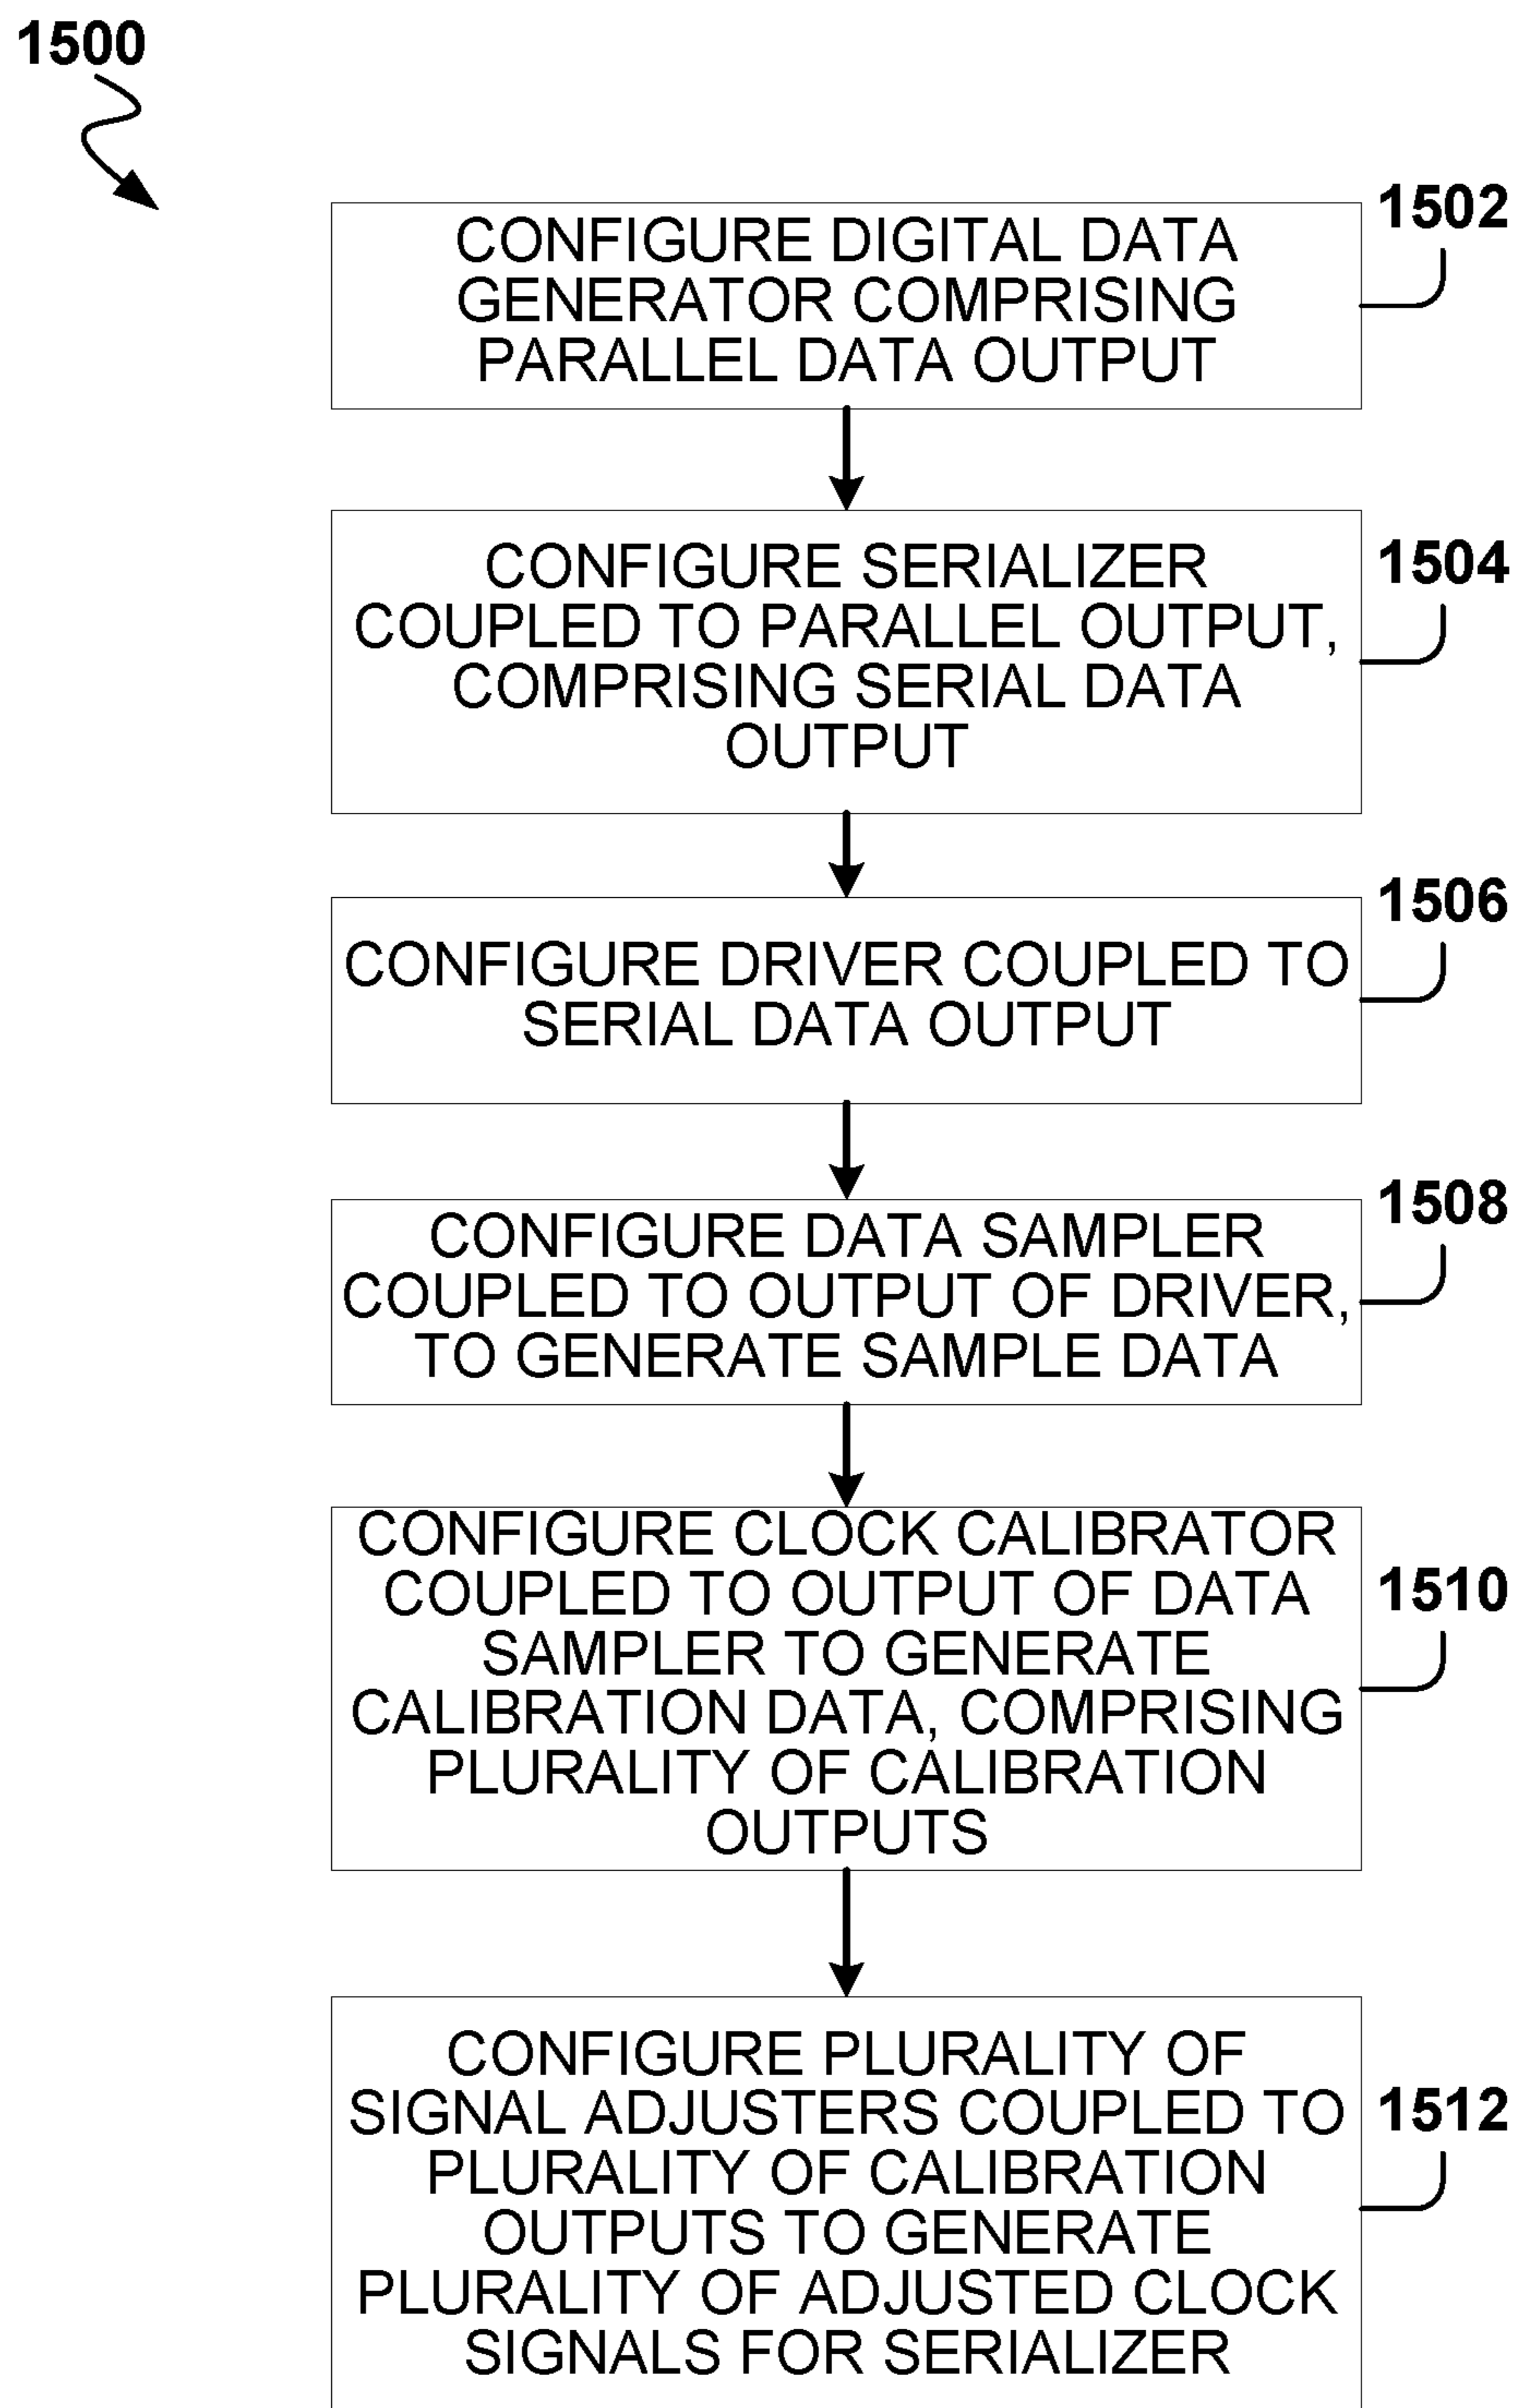 1500
1502
CONFIGURE DIGITAL DATA
GENERATOR COMPRISING
PARALLEL DATA OUTPUT
1504
CONFIGURE SERIALIZER
COUPLED TO PARALLEL OUTPUT,
COMPRISING SERIAL DATA
OUTPUT
1506
CONFIGURE DRIVER COUPLED TO
SERIAL DATA OUTPUT
1508
CONFIGURE DATA SAMPLER
COUPLED TO OUTPUT OF DRIVER,
TO GENERATE SAMPLE DATA
1510
CONFIGURE CLOCK CALIBRATOR
COUPLED TO OUTPUT OF DATA
SAMPLER TO GENERATE
CALIBRATION DATA, COMPRISING
PLURALITY OF CALIBRATION
OUTPUTS
1512
CONFIGURE PLURALITY OF
SIGNAL ADJUSTERS COUPLED TO
PLURALITY OF CALIBRATION
OUTPUTS TO GENERATE
PLURALITY OF ADJUSTED CLOCK
SIGNALS FOR SERIALIZER